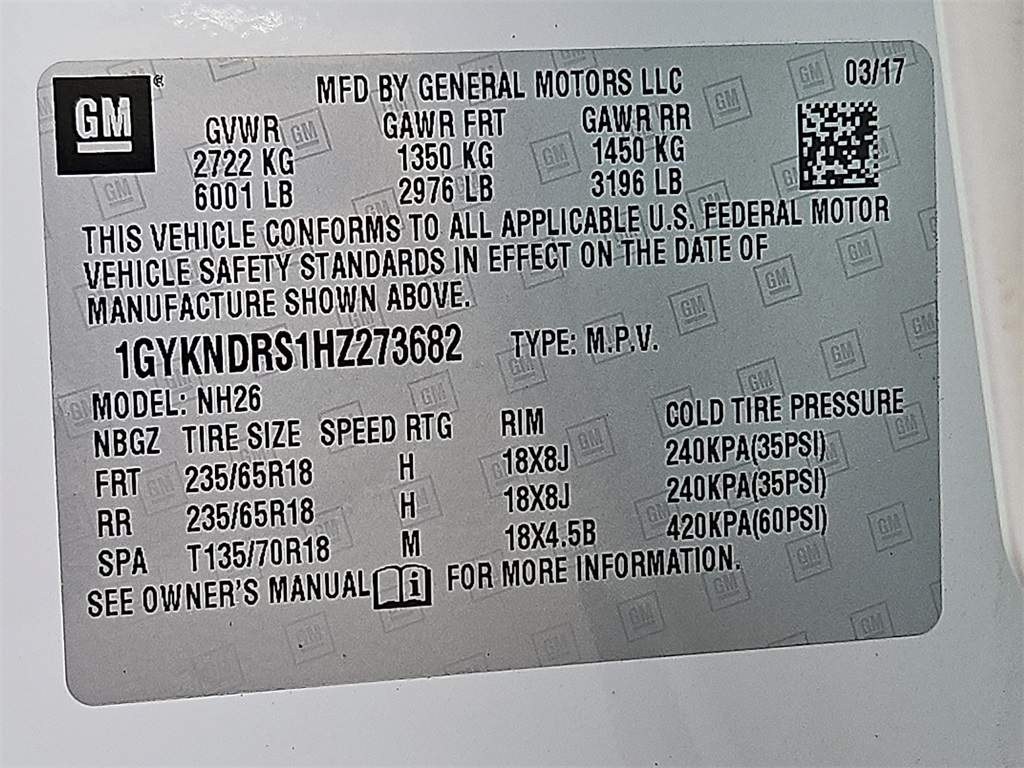 GM® MFD BY GENERAL MOTORS LLC 03/17
GVWR GAWR FRT GAWR RR
2722 KG 1350 KG 1450 KG
6001 LB 2976 LB 3196 LB
THIS VEHICLE CONFORMS TO ALL APPLICABLE U.S. FEDERAL MOTOR
VEHICLE SAFETY STANDARDS IN EFFECT ON THE DATE OF
MANUFACTURE SHOWN ABOVE.
1GYKNDRS1HZ273682 TYPE: M.P.V.
MODEL: NH26
NBGZ TIRE SIZE SPEED RTG RIM COLD TIRE PRESSURE
FRT 235/65R18 H 18X8J 240KPA(35PSI)
RR 235/65R18 H 18X8J 240KPA(35PSI)
SPA T135/70R18 M 18X4.5B 420KPA(60PSI)
SEE OWNER'S MANUAL i FOR MORE INFORMATION.